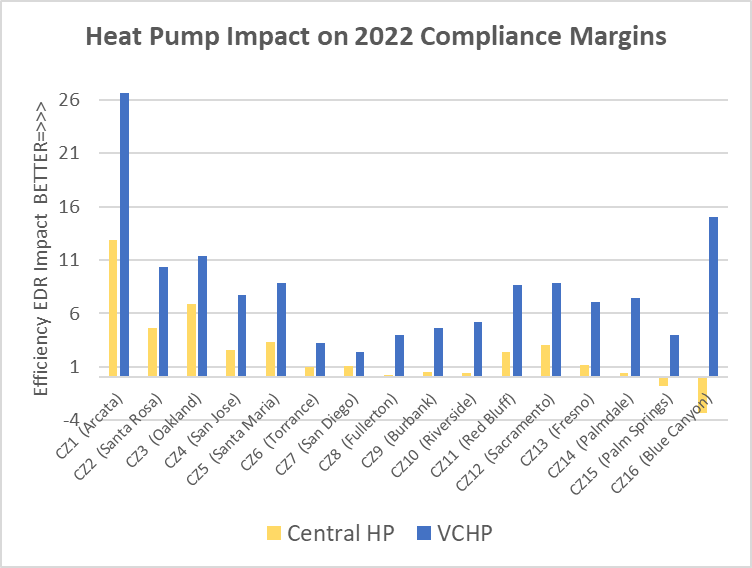 Heat Pump Impact on 2022 Compliance Margins
Efficiency EDR Impact BETTER=>>>
26
21
16
11
6
1
-4
CZ1 (Arcata)
CZ2 (Santa Rosa)
CZ3 (Oakland)
CZ4 (San Jose)
CZ5 (Santa Maria)
CZ6 (Torrance)
CZ7 (San Diego)
CZ8 (Fullerton)
CZ9 (Burbank)
CZ10 (Riverside)
CZ11 (Red Bluff)
CZ12 (Sacramento)
CZ13 (Fresno)
CZ14 (Palmdale)
CZ15 (Palm Springs)
CZ16 (Blue Canyon)
Central HP
VCHP